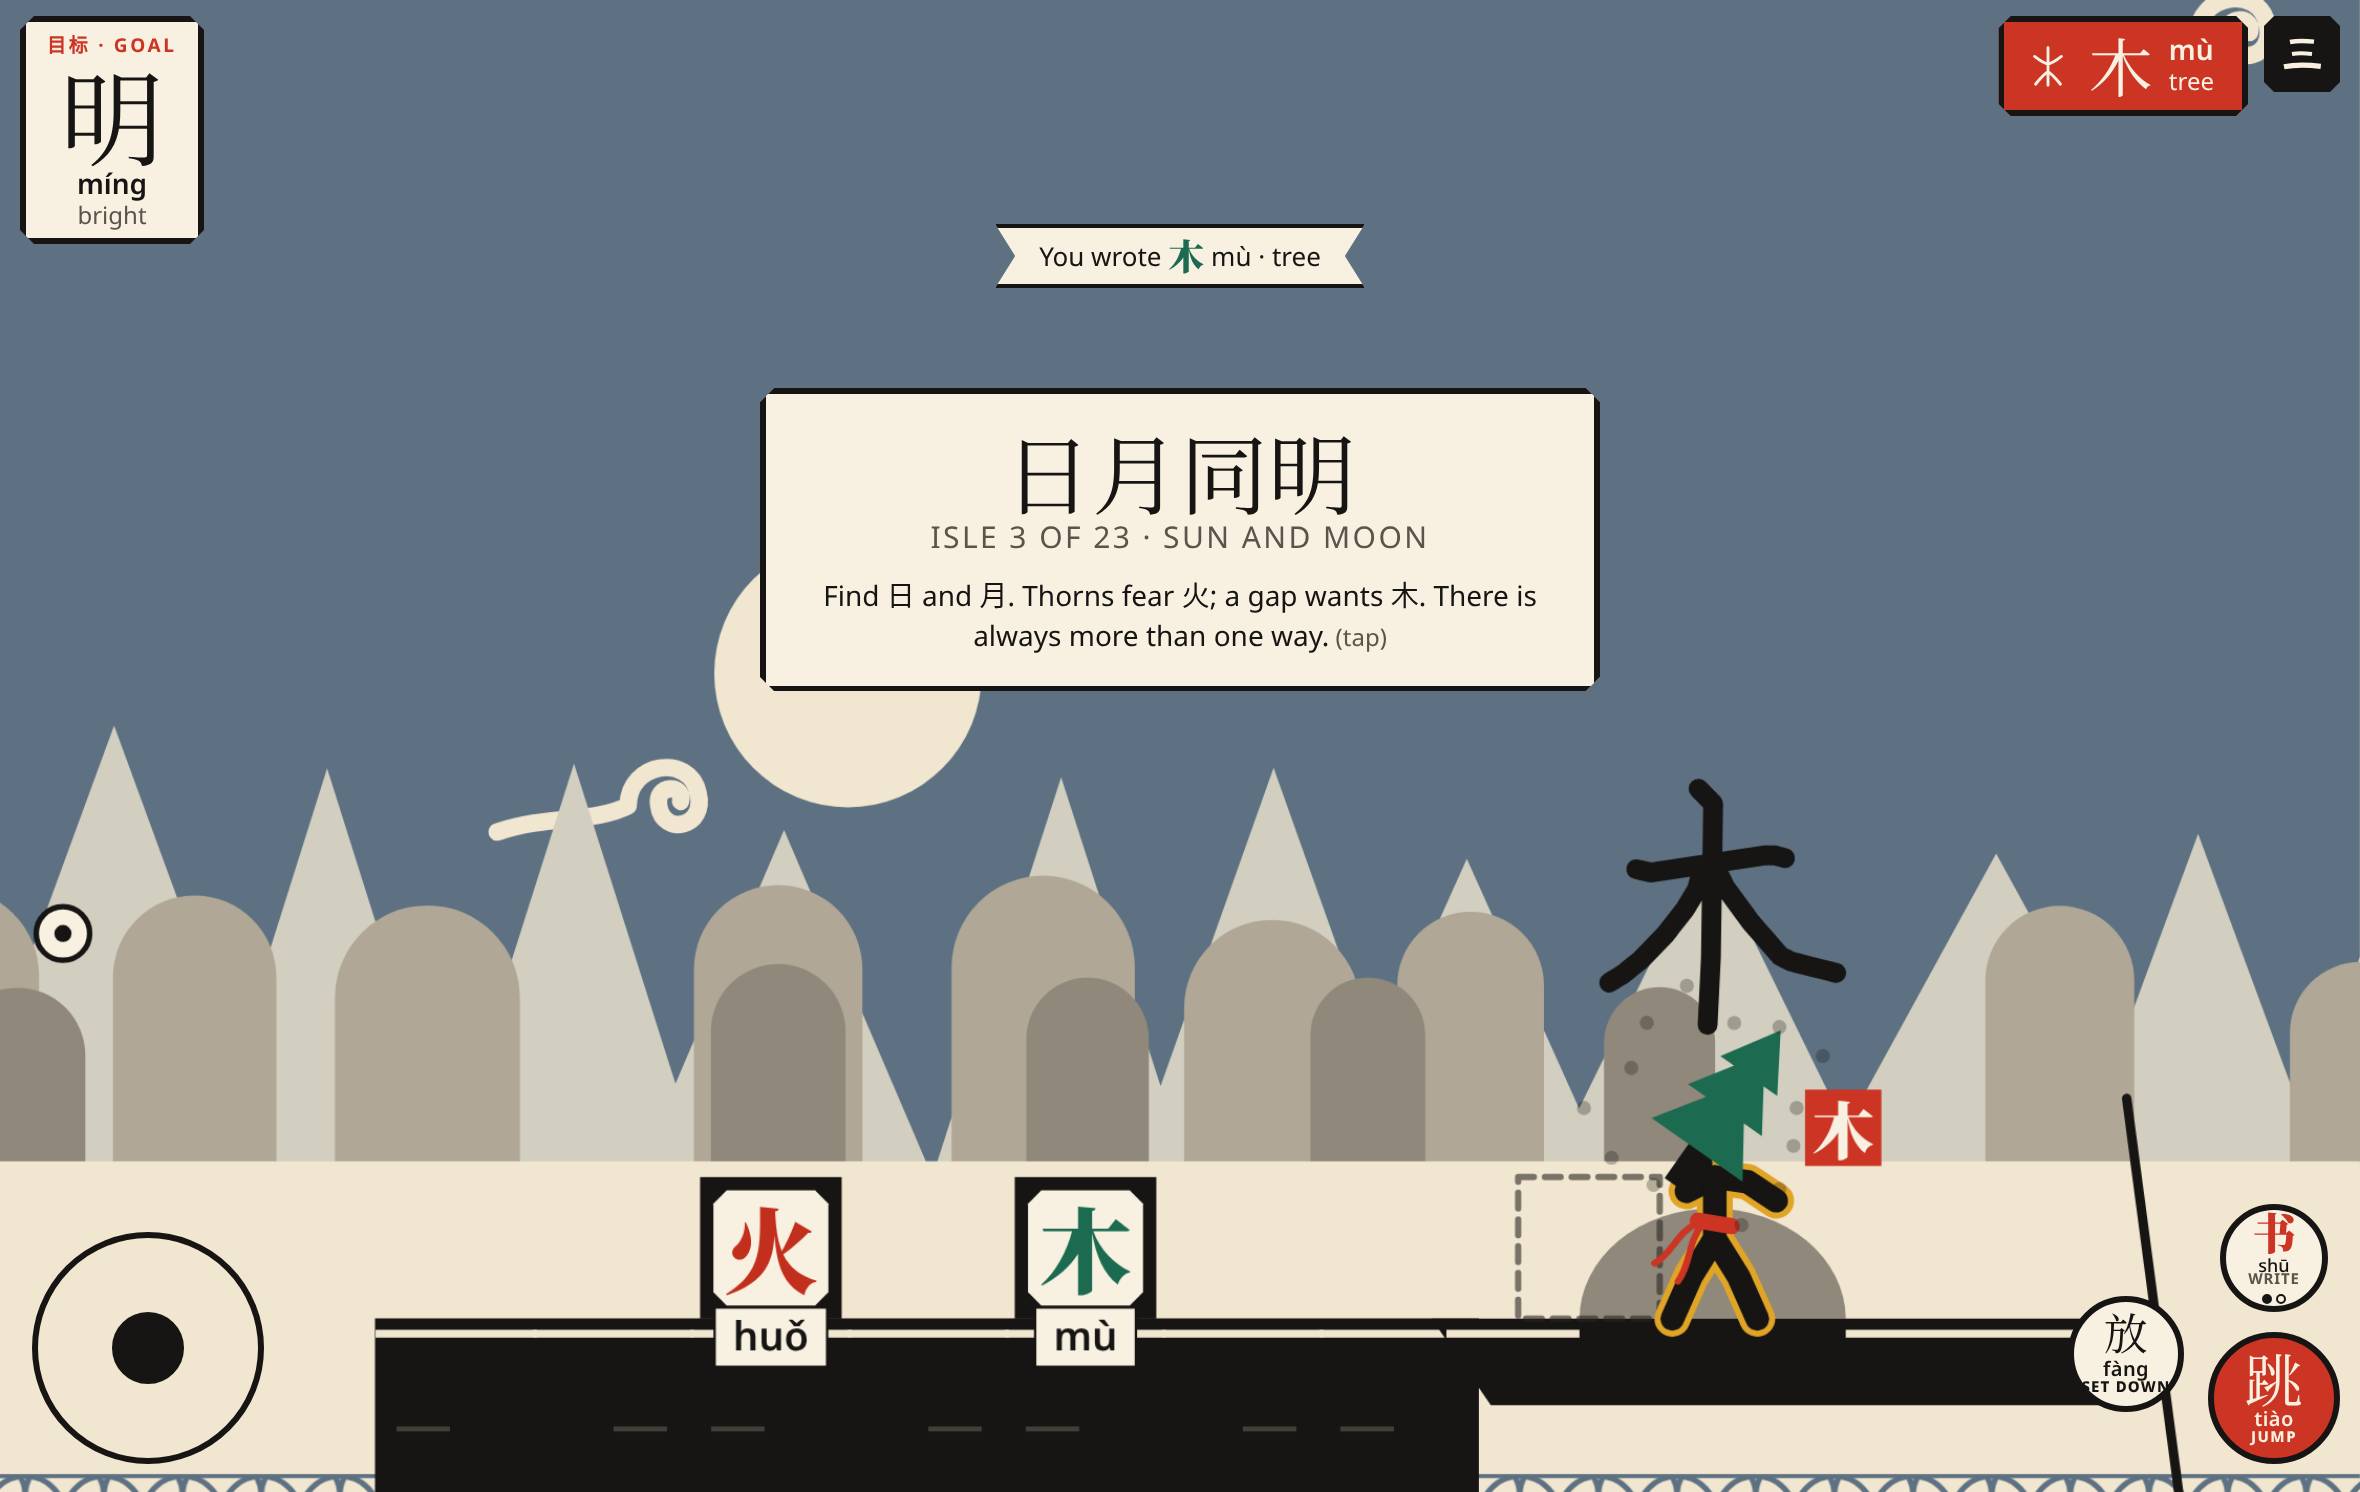 目标 · GOAL
明
míng
bright
木
mù
tree
三
You wrote 木 mù · tree
日月同明
ISLE 3 OF 23 · SUN AND MOON
Find 日 and 月. Thorns fear 火; a gap wants 木. There is
always more than one way. (tap)
木
木
火
huǒ
木
mù
书
shū
WRITE
放
fàng
SET DOWN
跳
tiào
JUMP